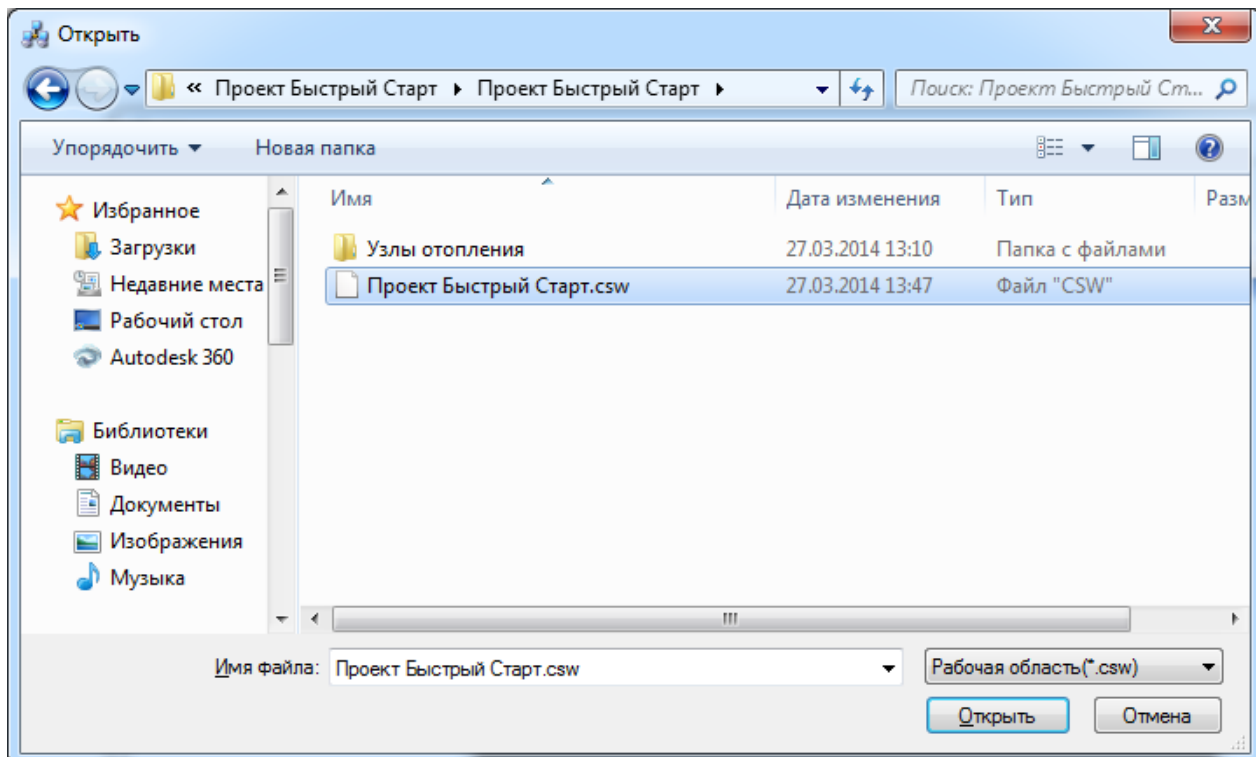 Открыть
« Проект Быстрый Старт Проект Быстрый Старт Поиск: Проект Быстрый Ст...
Упорядочить Новая папка
Избранное
Загрузки
Недавние места
Рабочий стол
Autodesk 360
Библиотеки
Видео
Документы
Изображения
Музыка
Имя Дата изменения Тип Разм
Узлы отопления 27.03.2014 13:10 Папка с файлами
Проект Быстрый Старт.csw 27.03.2014 13:47 Файл "CSW"
Имя файла: Проект Быстрый Старт.csw Рабочая область(*.csw)
Открыть Отмена